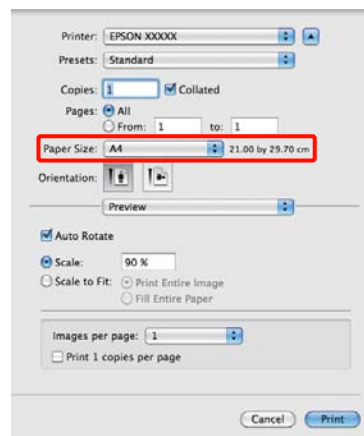 Printer: EPSON XXXXX
Presets: Standard
Copies: 1 Collated
Pages: All
From: 1 to: 1
Paper Size: A4 21.00 by 29.70 cm
Orientation:
Preview
Auto Rotate
Scale: 90 %
Scale to Fit: Print Entire Image
Fill Entire Paper
Images per page: 1
Print 1 copies per page
Cancel Print